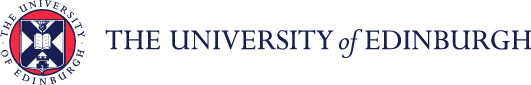 THE UNIVERSITY OF EDINBURGH
THE UNIVERSITY of EDINBURGH